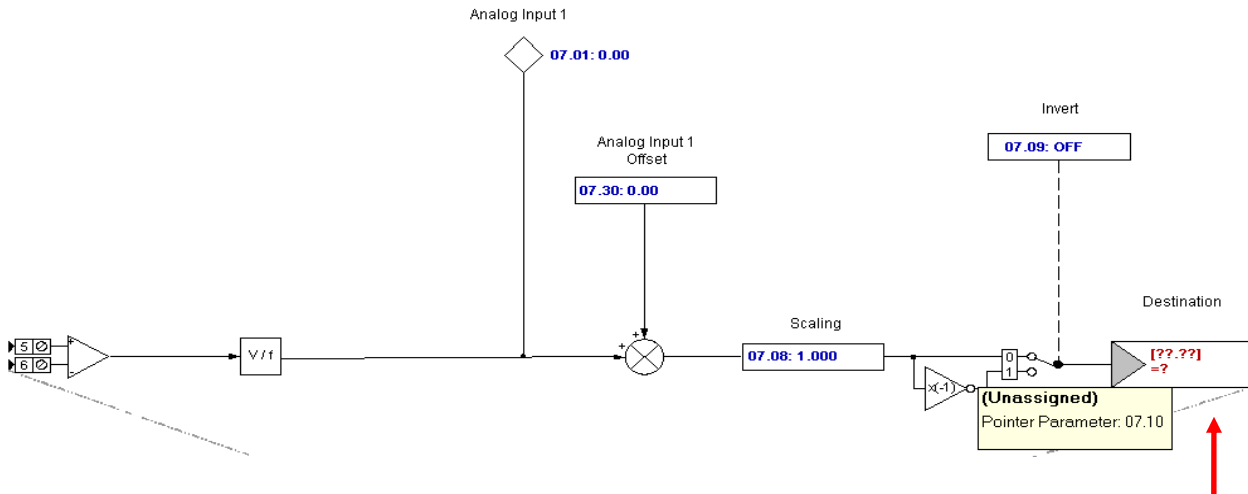 Analog Input 1
07.01: 0.00
Invert
07.09: OFF
Analog Input 1
Offset
07.30: 0.00
Destination
Scaling
5
6
+
-
V / f
+
+
07.08: 1.000
0
1
x(-1)
[??.??]
=?
(Unassigned)
Pointer Parameter: 07.10